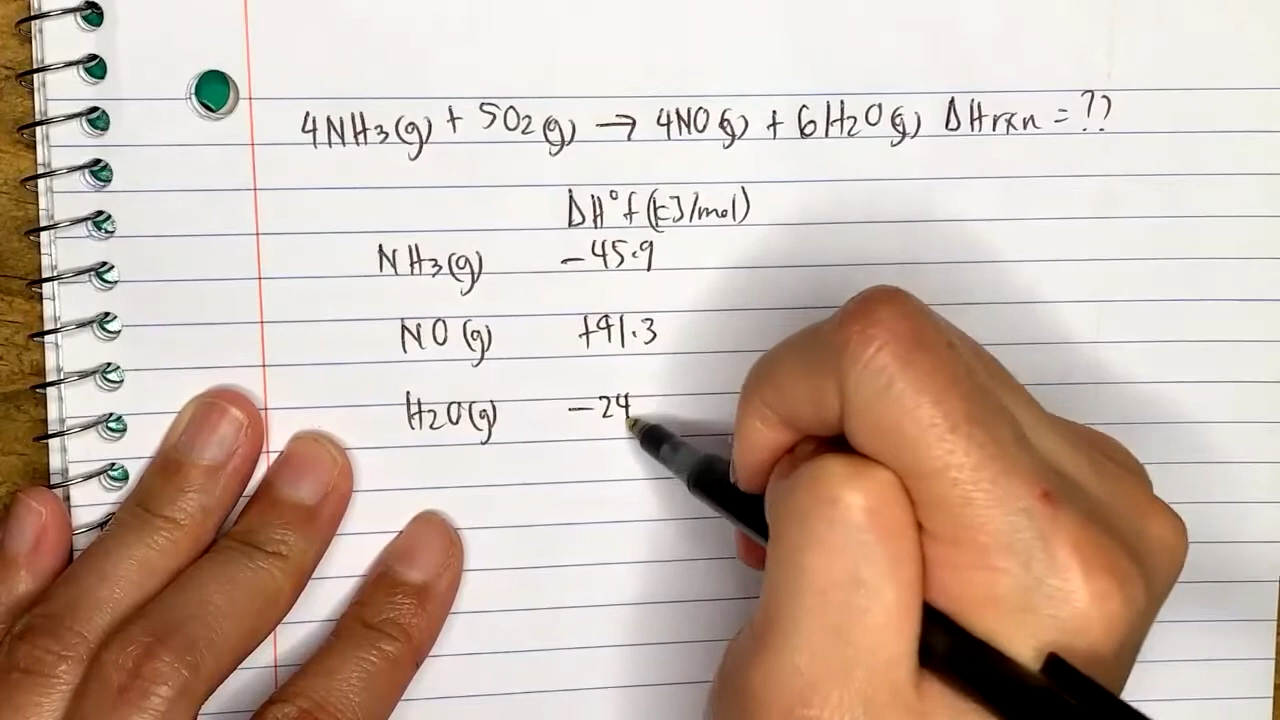 4NH3(g) + 5O2(g) → 4NO(g) + 6H2O(g) ΔHrxn = ??
ΔH°f (kJ/mol)
NH3(g) -45.9
NO(g) +91.3
H2O(g) -24